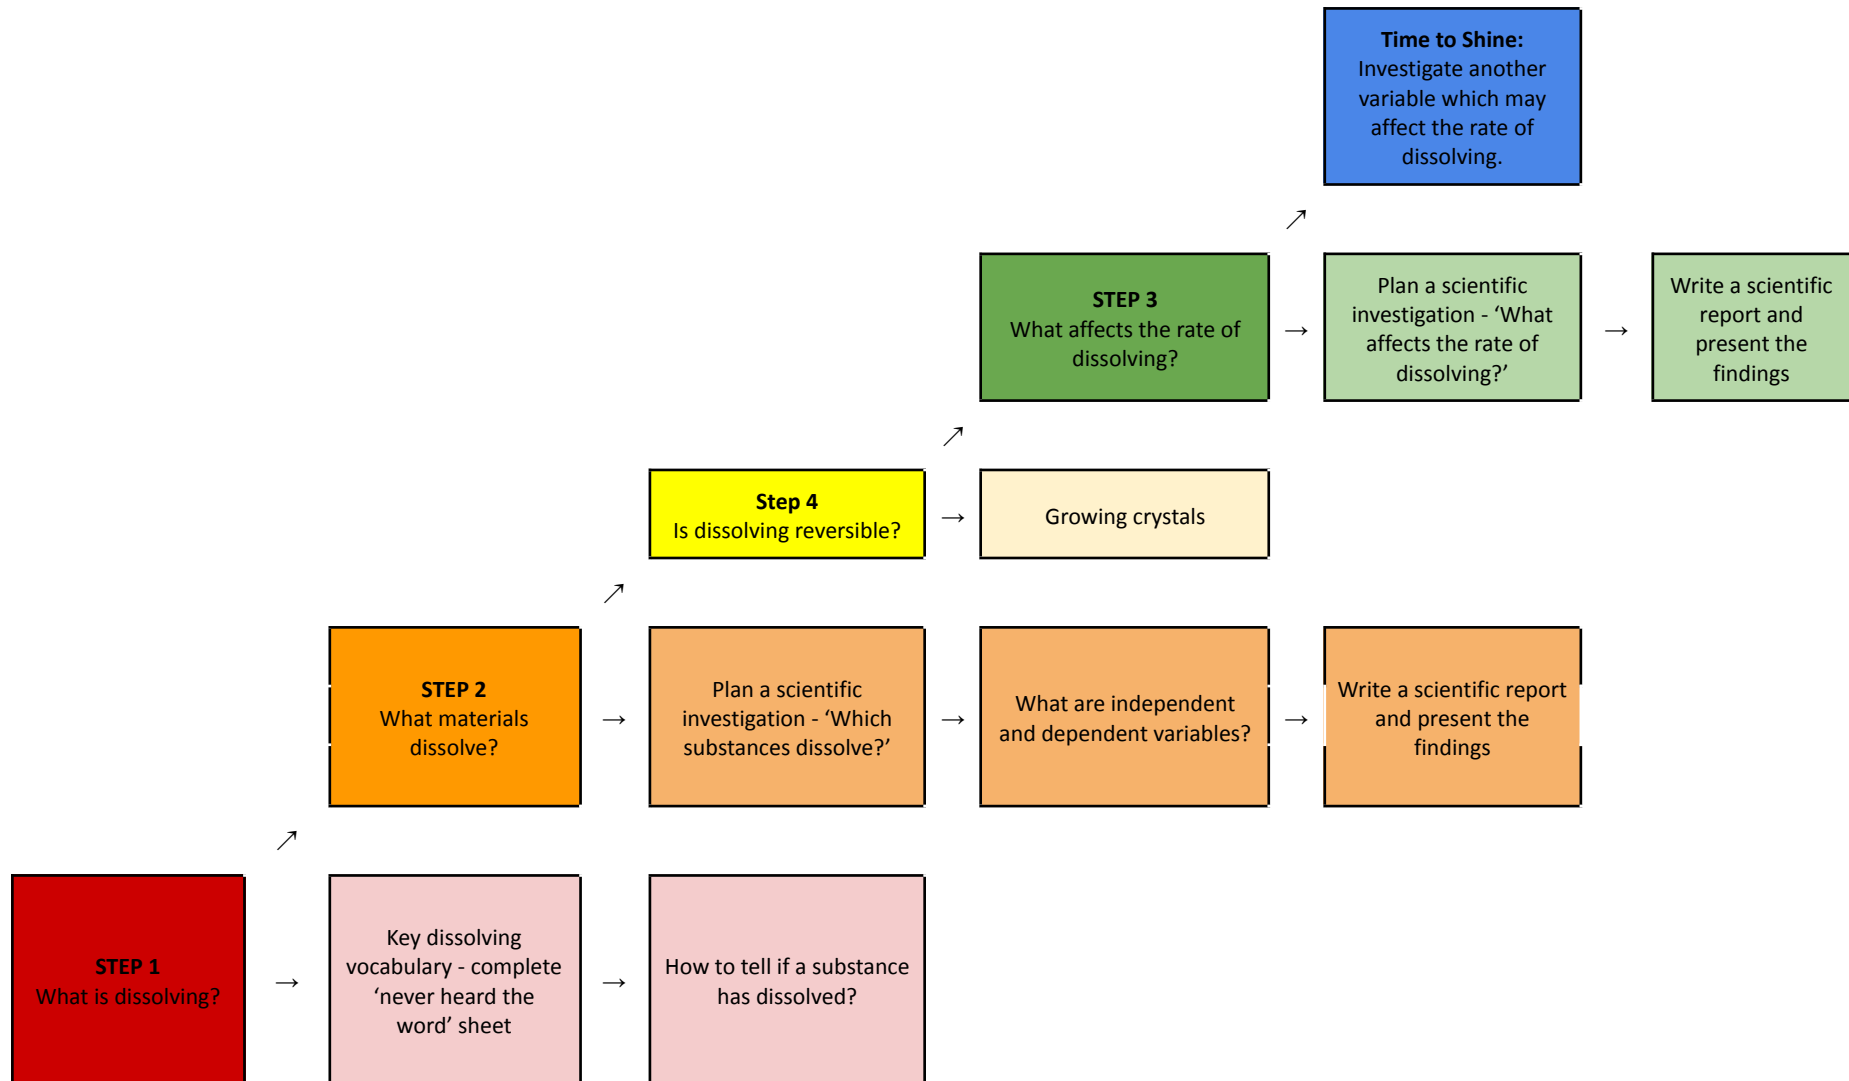 Time to Shine:
Investigate another
variable which may
affect the rate of
dissolving.
↗
STEP 3
What affects the rate of
dissolving?
→
Plan a scientific
investigation - ‘What
affects the rate of
dissolving?’
→
Write a scientific
report and
present the
findings
↗
Step 4
Is dissolving reversible?
→
Growing crystals
↗
STEP 2
What materials
dissolve?
→
Plan a scientific
investigation - ‘Which
substances dissolve?’
→
What are independent
and dependent variables?
→
Write a scientific report
and present the
findings
↗
STEP 1
What is dissolving?
→
Key dissolving
vocabulary - complete
‘never heard the
word’ sheet
→
How to tell if a substance
has dissolved?